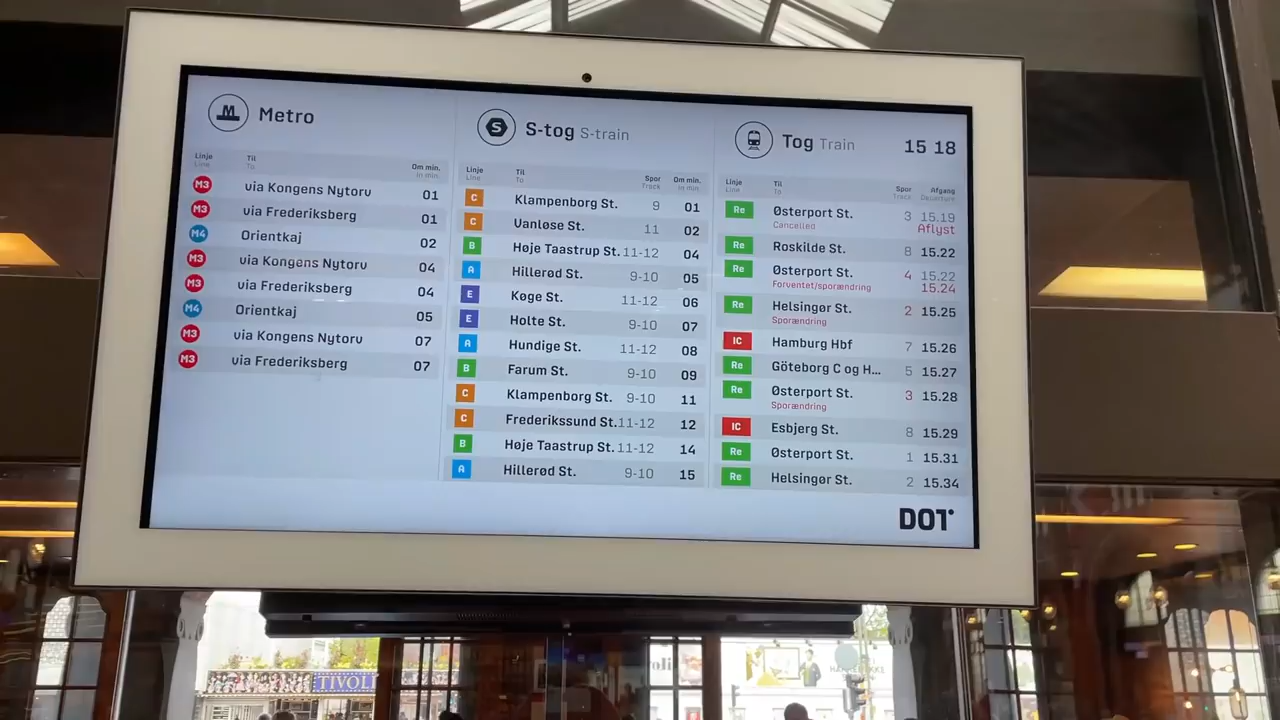 Metro
Linje Til Om min.
Line To in min.
M3 via Kongens Nytorv 01
M3 via Frederiksberg 01
M4 Orientkaj 02
M3 via Kongens Nytorv 04
M3 via Frederiksberg 04
M4 Orientkaj 05
M3 via Kongens Nytorv 07
M3 via Frederiksberg 07
S S-tog S-train
Linje Til Spor Om min.
Line To Track in min.
C Klampenborg St. 9 01
C Vanløse St. 11 02
B Høje Taastrup St. 11-12 04
A Hillerød St. 9-10 05
E Køge St. 11-12 06
E Holte St. 9-10 07
A Hundige St. 11-12 08
B Farum St. 9-10 09
C Klampenborg St. 9-10 11
C Frederikssund St. 11-12 12
B Høje Taastrup St. 11-12 14
A Hillerød St. 9-10 15
Tog Train 15 18
Linje Til Spor Afgang
Line To Track Departure
Re Østerport St. 3 15.19
Cancelled Aflyst
Re Roskilde St. 8 15.22
Re Østerport St. 4 15.22
Forventet/sporændring 15.24
Re Helsingør St. 2 15.25
Sporændring
IC Hamburg Hbf 7 15.26
Re Göteborg C og H... 5 15.27
Re Østerport St. 3 15.28
Sporændring
IC Esbjerg St. 8 15.29
Re Østerport St. 1 15.31
Re Helsingør St. 2 15.34
DOT
TIVOLI